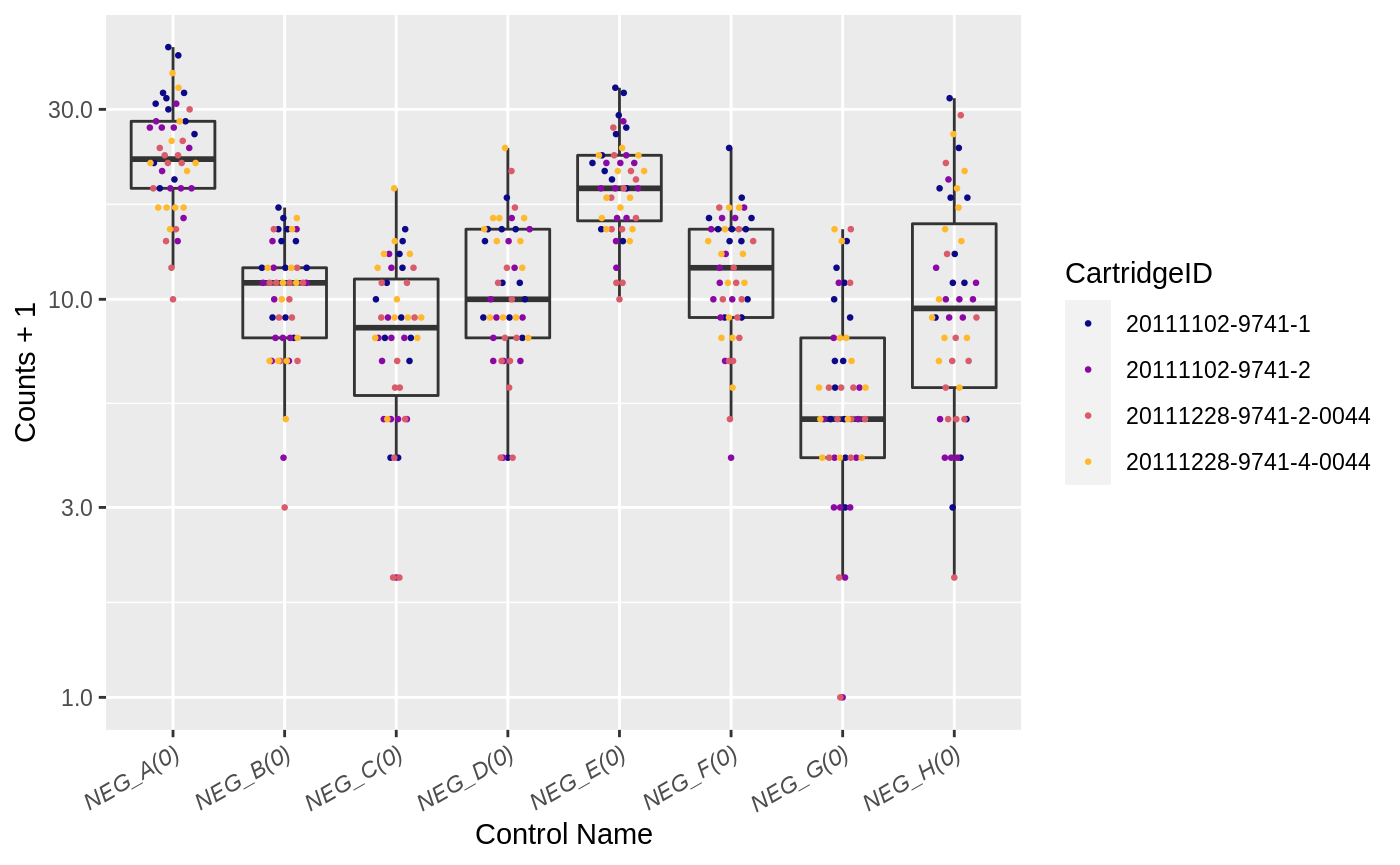 30.0
10.0
3.0
1.0
Counts + 1
NEG_A(0)
NEG_B(0)
NEG_C(0)
NEG_D(0)
NEG_E(0)
NEG_F(0)
NEG_G(0)
NEG_H(0)
Control Name
CartridgeID
20111102-9741-1
20111102-9741-2
20111228-9741-2-0044
20111228-9741-4-0044